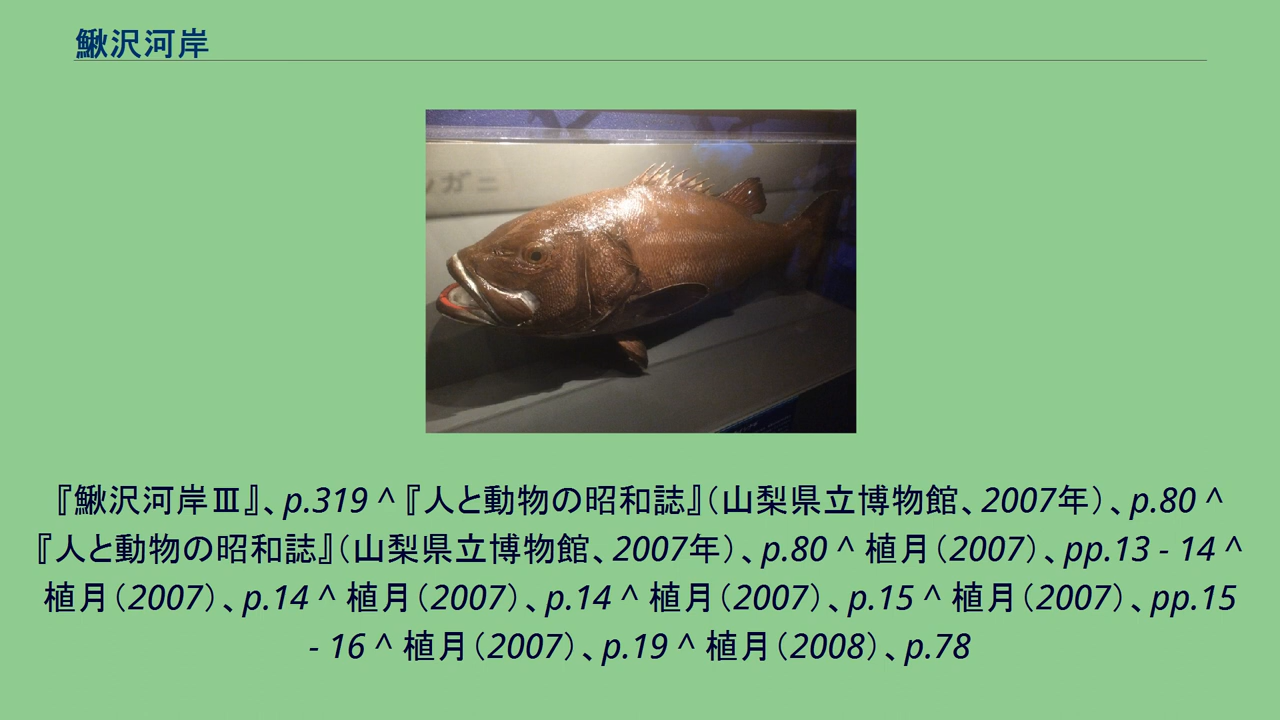 鰍沢河岸
ガニ
『鰍沢河岸Ⅲ』、p.319 ^ 『人と動物の昭和誌』（山梨県立博物館、2007年）、p.80 ^
『人と動物の昭和誌』（山梨県立博物館、2007年）、p.80 ^ 植月（2007）、pp.13 - 14 ^
植月（2007）、p.14 ^ 植月（2007）、p.14 ^ 植月（2007）、p.15 ^ 植月（2007）、pp.15
- 16 ^ 植月（2007）、p.19 ^ 植月（2008）、p.78